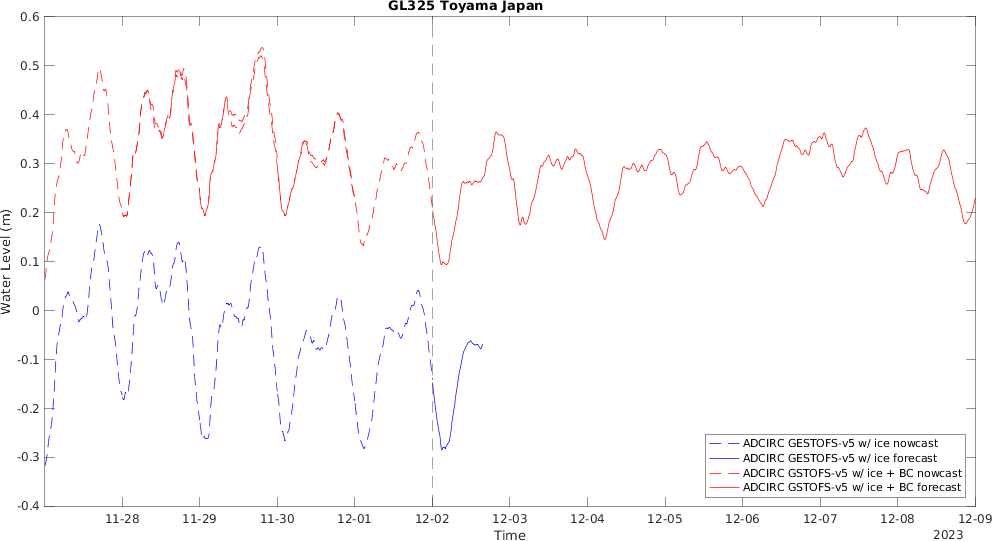 GL325 Toyama Japan
0.6
0.5
0.4
0.3
0.2
0.1
0
-0.1
-0.2
-0.3
-0.4
Water Level (m)
ADCIRC GESTOFS-v5 w/ ice nowcast
ADCIRC GESTOFS-v5 w/ ice forecast
ADCIRC GSTOFS-v5 w/ ice + BC nowcast
ADCIRC GSTOFS-v5 w/ ice + BC forecast
11-28 11-29 11-30 12-01 12-02 12-03 12-04 12-05 12-06 12-07 12-08 12-09
Time
2023